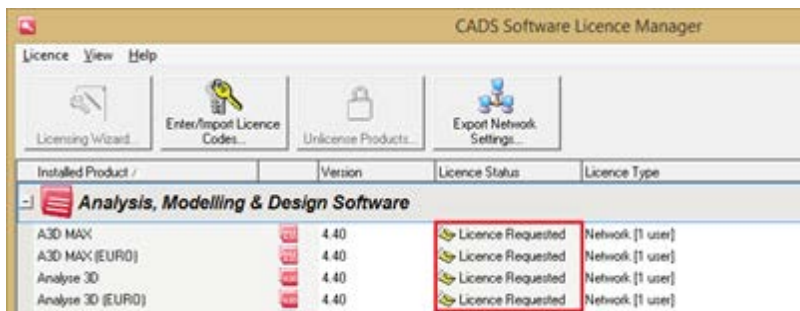 CADS Software Licence Manager
Licence View Help
Licensing Wizard...
Enter/Import Licence
Codes...
Unlicense Products...
Export Network
Settings...
Installed Product / Version Licence Status Licence Type
Analysis, Modelling & Design Software
A3D MAX 4.40 Licence Requested Network [1 user]
A3D MAX (EURO) 4.40 Licence Requested Network [1 user]
Analyse 3D 4.40 Licence Requested Network [1 user]
Analyse 3D (EURO) 4.40 Licence Requested Network [1 user]